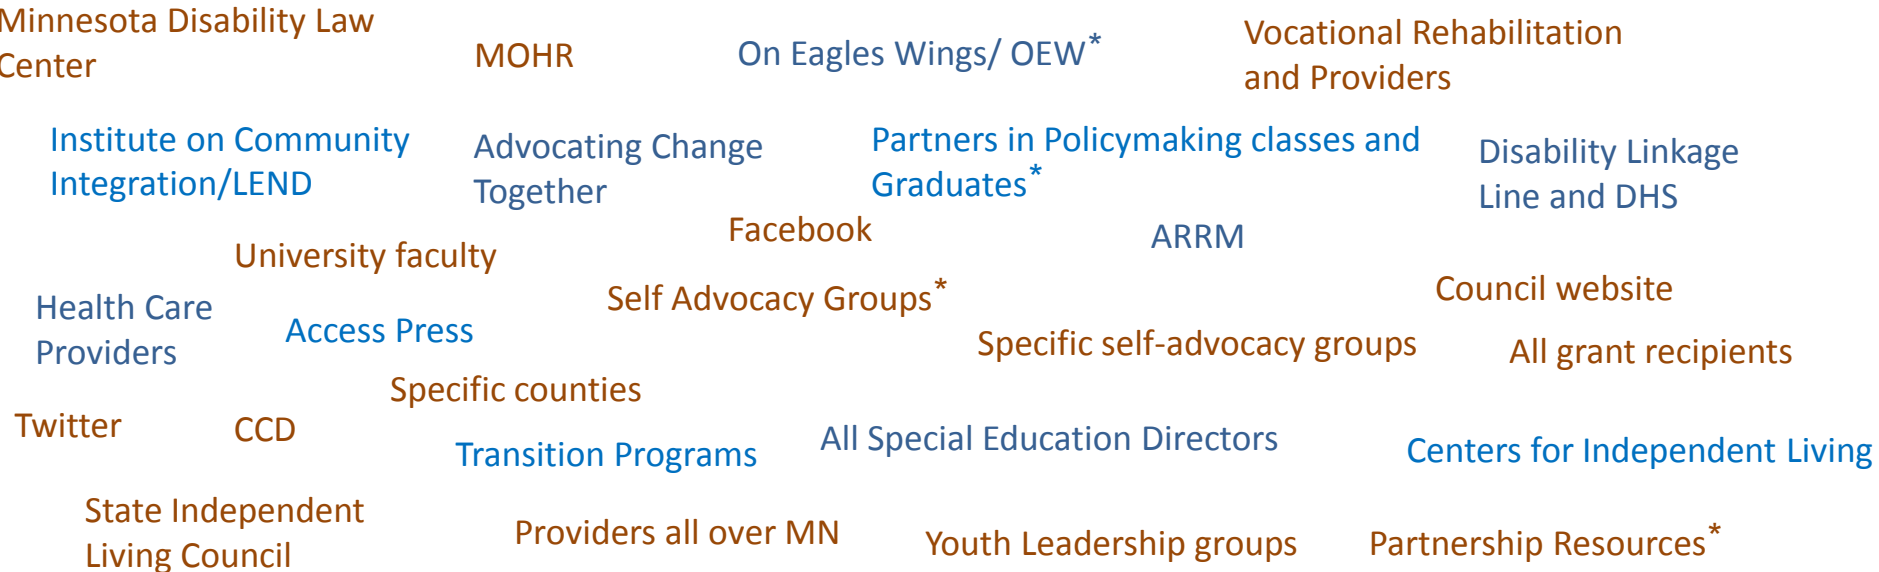 Minnesota Disability Law
Center
MOHR
On Eagles Wings/ OEW*
Vocational Rehabilitation
and Providers
Institute on Community
Integration/LEND
Advocating Change
Together
Partners in Policymaking classes and
Graduates*
Disability Linkage
Line and DHS
Facebook
ARRM
University faculty
Self Advocacy Groups*
Council website
Health Care
Providers
Access Press
Specific self-advocacy groups
All grant recipients
Specific counties
Twitter
CCD
Transition Programs
All Special Education Directors
Centers for Independent Living
State Independent
Living Council
Providers all over MN
Youth Leadership groups
Partnership Resources*